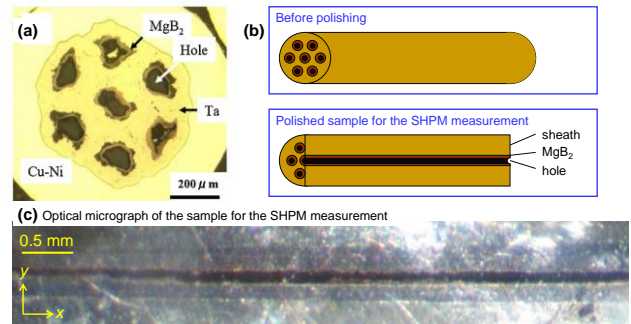 (a)
MgB2
Hole
Ta
Cu-Ni
200 μm
(b)
Before polishing
Polished sample for the SHPM measurement
sheath
MgB2
hole
(c) Optical micrograph of the sample for the SHPM measurement
0.5 mm
y
x